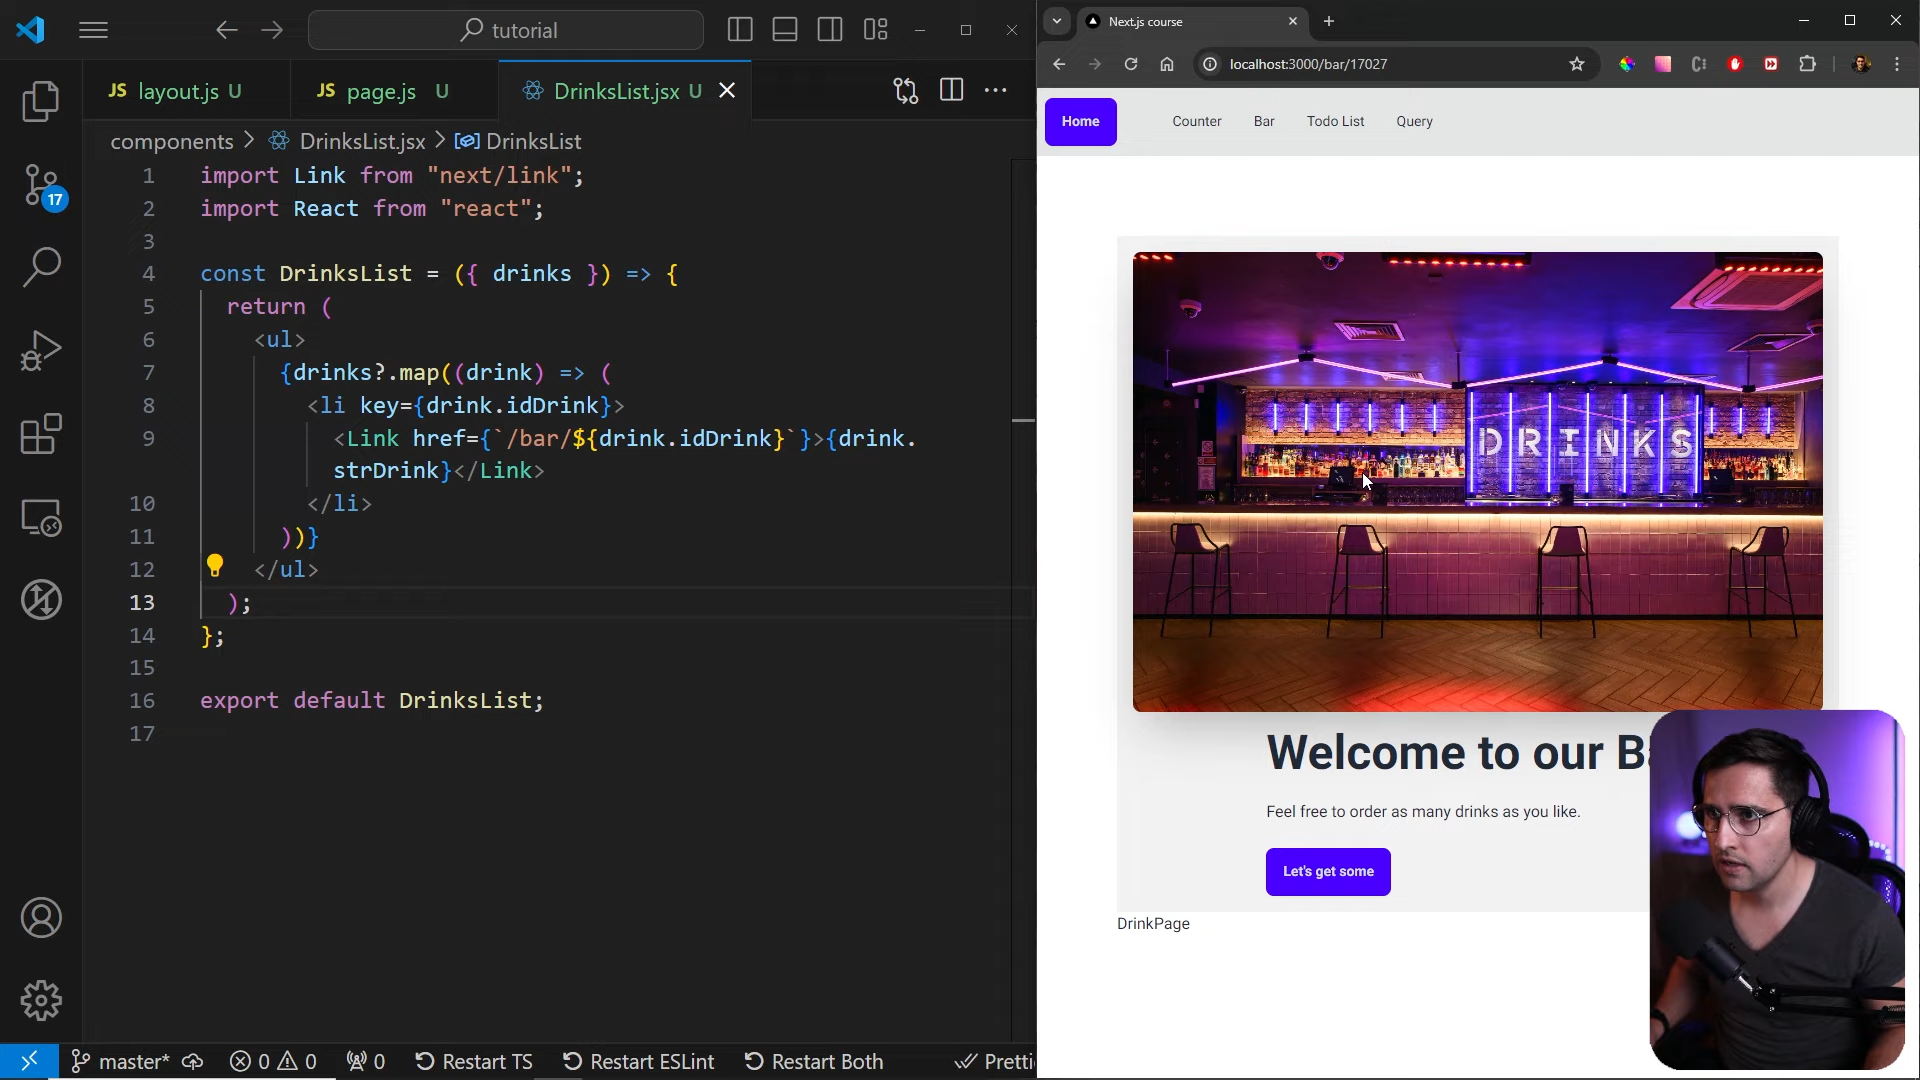 tutorial
JS layout.js U
JS page.js U
DrinksList.jsx U
components > DrinksList.jsx > DrinksList
17
1 import Link from "next/link";
2 import React from "react";
3
4 const DrinksList = ({ drinks }) => {
5 return (
6 <ul>
7 {drinks?.map((drink) => (
8 <li key={drink.idDrink}>
9 <Link href={`/bar/${drink.idDrink}`}>{drink.
strDrink}</Link>
10 </li>
11 ))}
12 </ul>
13 );
14 };
15
16 export default DrinksList;
17
master* 0 0 0 Restart TS Restart ESLint Restart Both
Next.js course
localhost:3000/bar/17027
Home Counter Bar Todo List Query
DRINKS
Welcome to our
Feel free to order as many drinks as you like.
Let's get some
DrinkPage